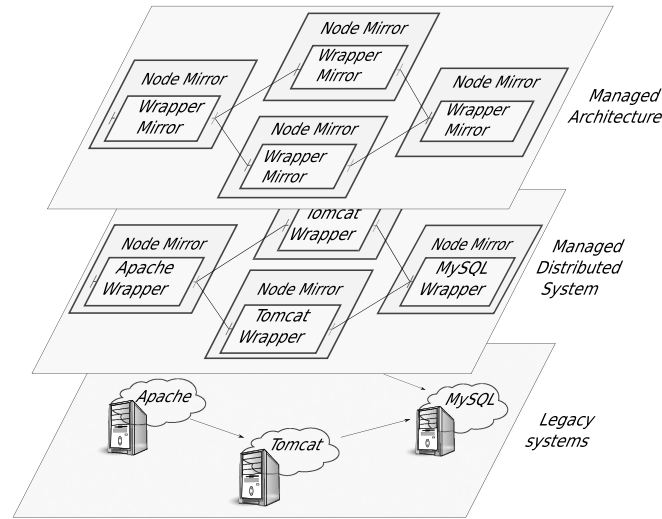 Node Mirror
Wrapper
Mirror
Node Mirror
Wrapper
Mirror
Node Mirror
Wrapper
Mirror
Node Mirror
Wrapper
Mirror
Managed
Architecture
Tomcat
Wrapper
Node Mirror
Apache
Wrapper
Node Mirror
MySQL
Wrapper
Node Mirror
Tomcat
Wrapper
Managed
Distributed
System
Apache
MySQL
Tomcat
Legacy
systems